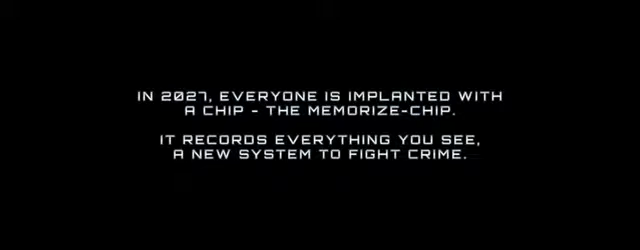 IN 2027, EVERYONE IS IMPLANTED WITH
A CHIP - THE MEMORIZE-CHIP.
IT RECORDS EVERYTHING YOU SEE,
A NEW SYSTEM TO FIGHT CRIME.